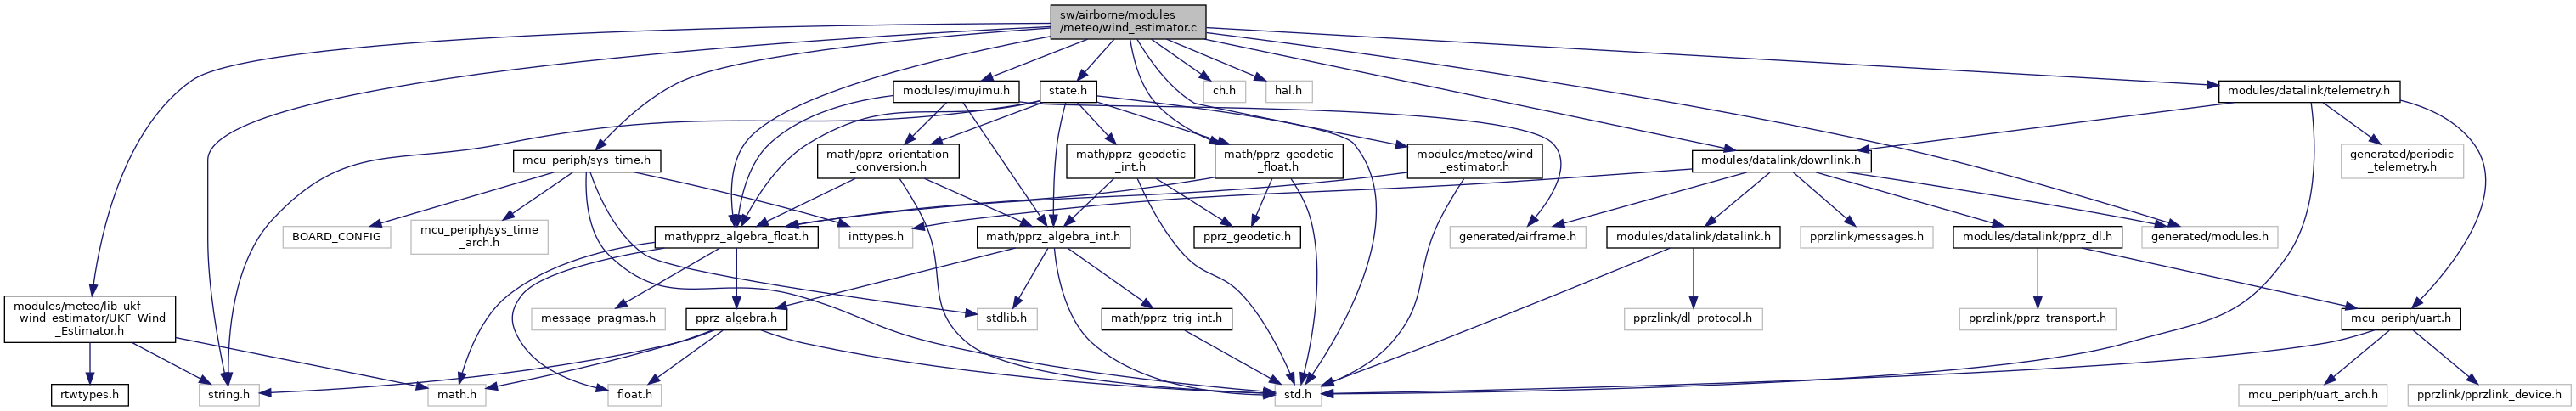 sw/airborne/modules
/meteo/wind_estimator.c
modules/imu/imu.h
state.h
ch.h
hal.h
modules/datalink/telemetry.h
mcu_periph/sys_time.h
math/pprz_orientation
_conversion.h
math/pprz_geodetic
_int.h
math/pprz_geodetic
_float.h
modules/meteo/wind
_estimator.h
modules/datalink/downlink.h
generated/periodic
_telemetry.h
BOARD_CONFIG
mcu_periph/sys_time
_arch.h
math/pprz_algebra_float.h
inttypes.h
math/pprz_algebra_int.h
pprz_geodetic.h
generated/airframe.h
modules/datalink/datalink.h
pprzlink/messages.h
modules/datalink/pprz_dl.h
generated/modules.h
modules/meteo/lib_ukf
_wind_estimator/UKF_Wind
_Estimator.h
message_pragmas.h
pprz_algebra.h
stdlib.h
math/pprz_trig_int.h
pprzlink/dl_protocol.h
pprzlink/pprz_transport.h
mcu_periph/uart.h
rtwtypes.h
string.h
math.h
float.h
std.h
mcu_periph/uart_arch.h
pprzlink/pprzlink_device.h